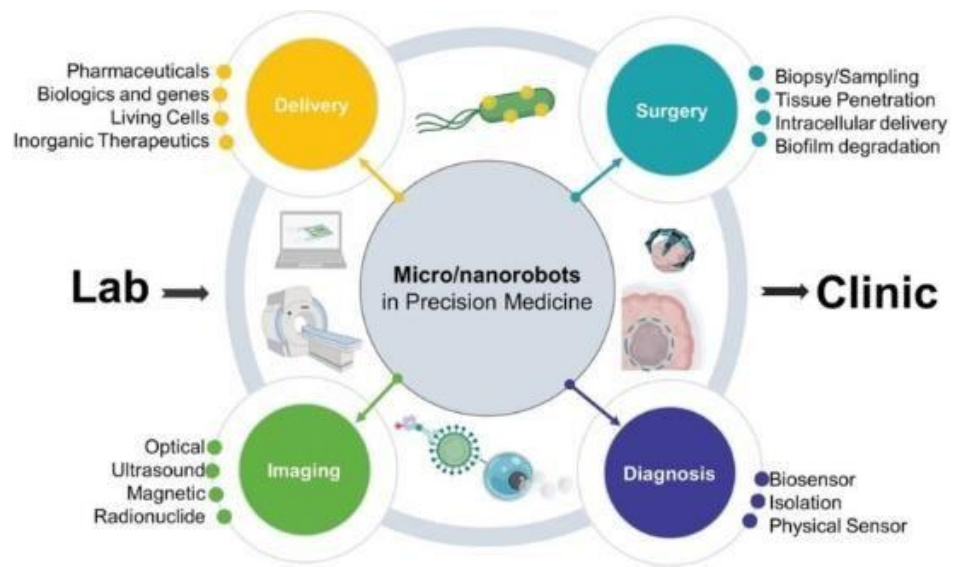 Delivery
Pharmaceuticals
Biologics and genes
Living Cells
Inorganic Therapeutics
Surgery
Biopsy/Sampling
Tissue Penetration
Intracellular delivery
Biofilm degradation
Lab
Micro/nanorobots
in Precision Medicine
Clinic
Imaging
Optical
Ultrasound
Magnetic
Radionuclide
Diagnosis
Biosensor
Isolation
Physical Sensor